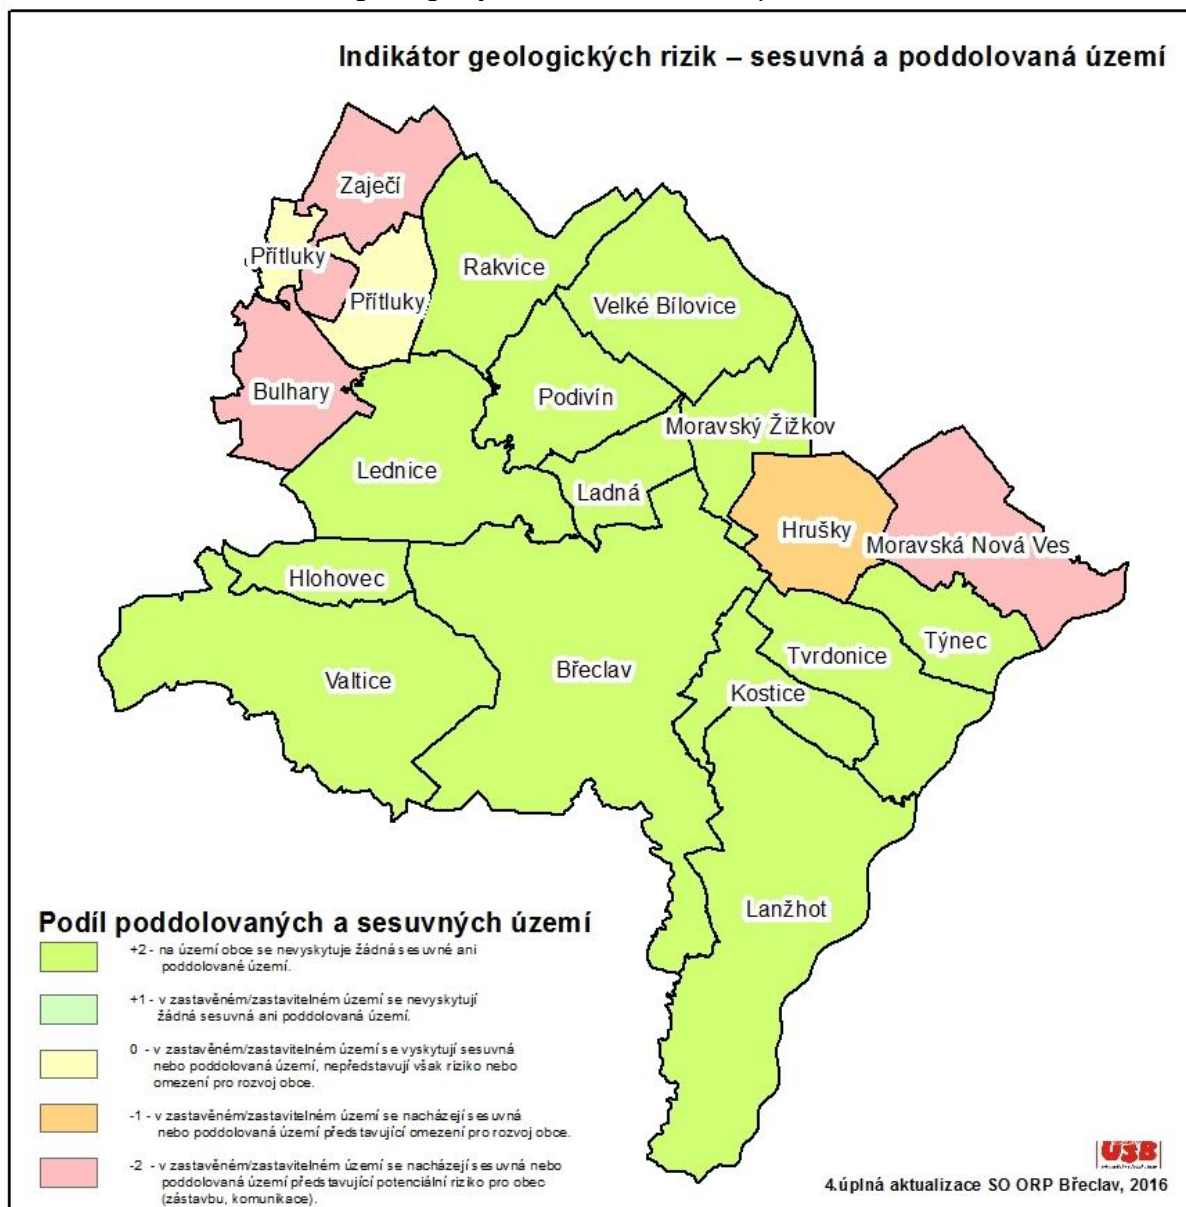 Indikátor geologických rizik – sesuvná a poddolovaná území
Zaječí
Přítluky
Rakvice
Přítluky
Velké Bílovice
Bulhary
Podivín
Moravský Žižkov
Lednice
Ladná
Hrušky
Moravská Nová Ves
Hlohovec
Týnec
Tvrdonice
Břeclav
Valtice
Kostice
Lanžhot
Podíl poddolovaných a sesuvných území
+2 - na území obce se nevyskytuje žádná sesuvné ani
poddolované území.
+1 - v zastavěném/zastavitelném území se nevyskytují
žádná sesuvná ani poddolovaná území.
0 - v zastavěném/zastavitelném území se vyskytují sesuvná
nebo poddolovaná území, nepředstavují však riziko nebo
omezení pro rozvoj obce.
-1 - v zastavěném/zastavitelném území se nacházejí sesuvná
nebo poddolovaná území představující omezení pro rozvoj obce.
-2 - v zastavěném/zastavitelném území se nacházejí sesuvná nebo
poddolovaná území představující potenciální riziko pro obec
(zástavbu, komunikace).
USB
4.úplná aktualizace SO ORP Břeclav, 2016